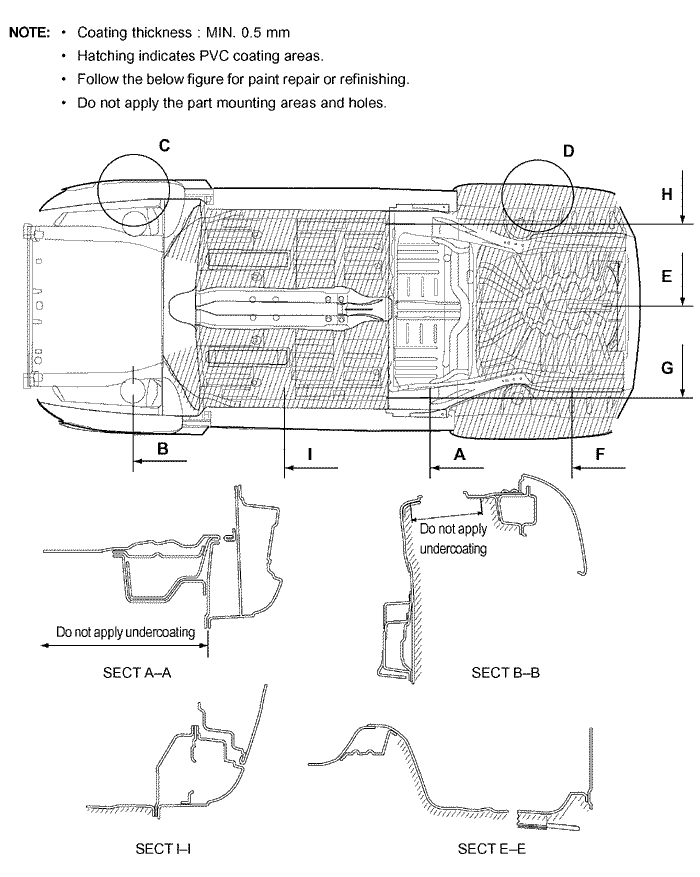 NOTE: • Coating thickness : MIN. 0.5 mm
• Hatching indicates PVC coating areas.
• Follow the below figure for paint repair or refinishing.
• Do not apply the part mounting areas and holes.
C
D
H
E
G
B
I
A
F
Do not apply
undercoating
Do not apply undercoating
SECT A–A
SECT B–B
SECT I–I
SECT E–E